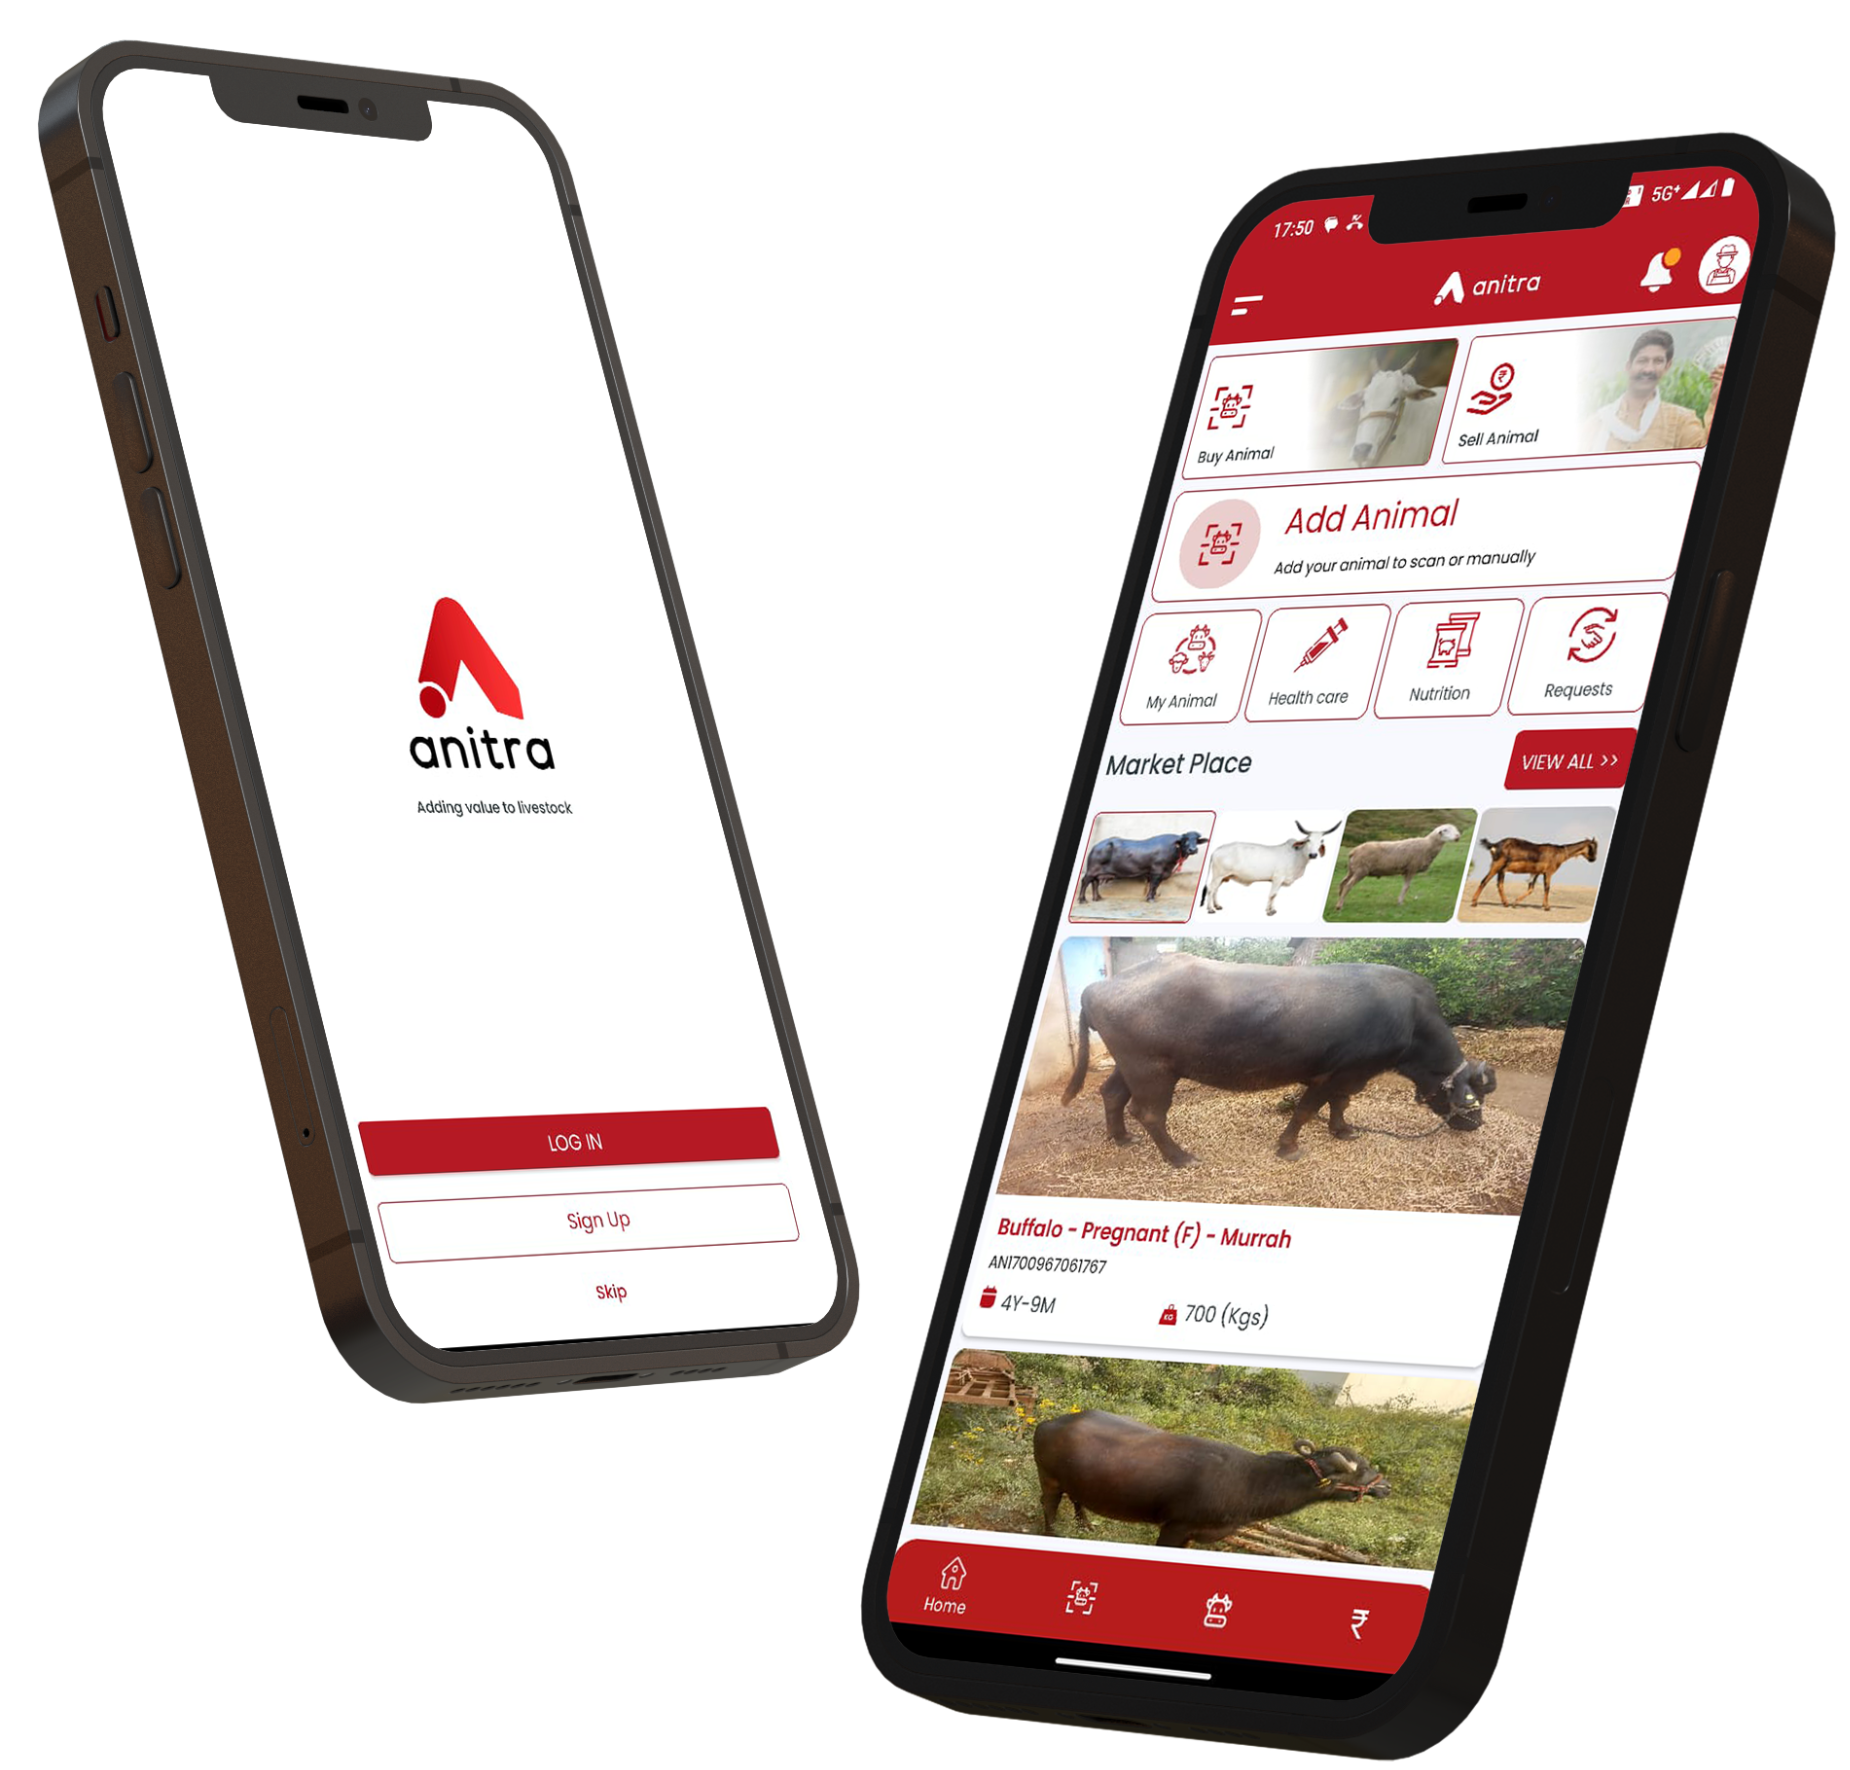 anitra
Adding value to livestock
LOG IN
Sign Up
Skip
17:50
5G+
anitra
Buy Animal
Sell Animal
Add Animal
Add your animal to scan or manually
My Animal
Health care
Nutrition
Requests
Market Place
VIEW ALL >>
Buffalo - Pregnant (F) - Murrah
AN1700967061767
4Y-9M
KG 700 (Kgs)
Home
₹